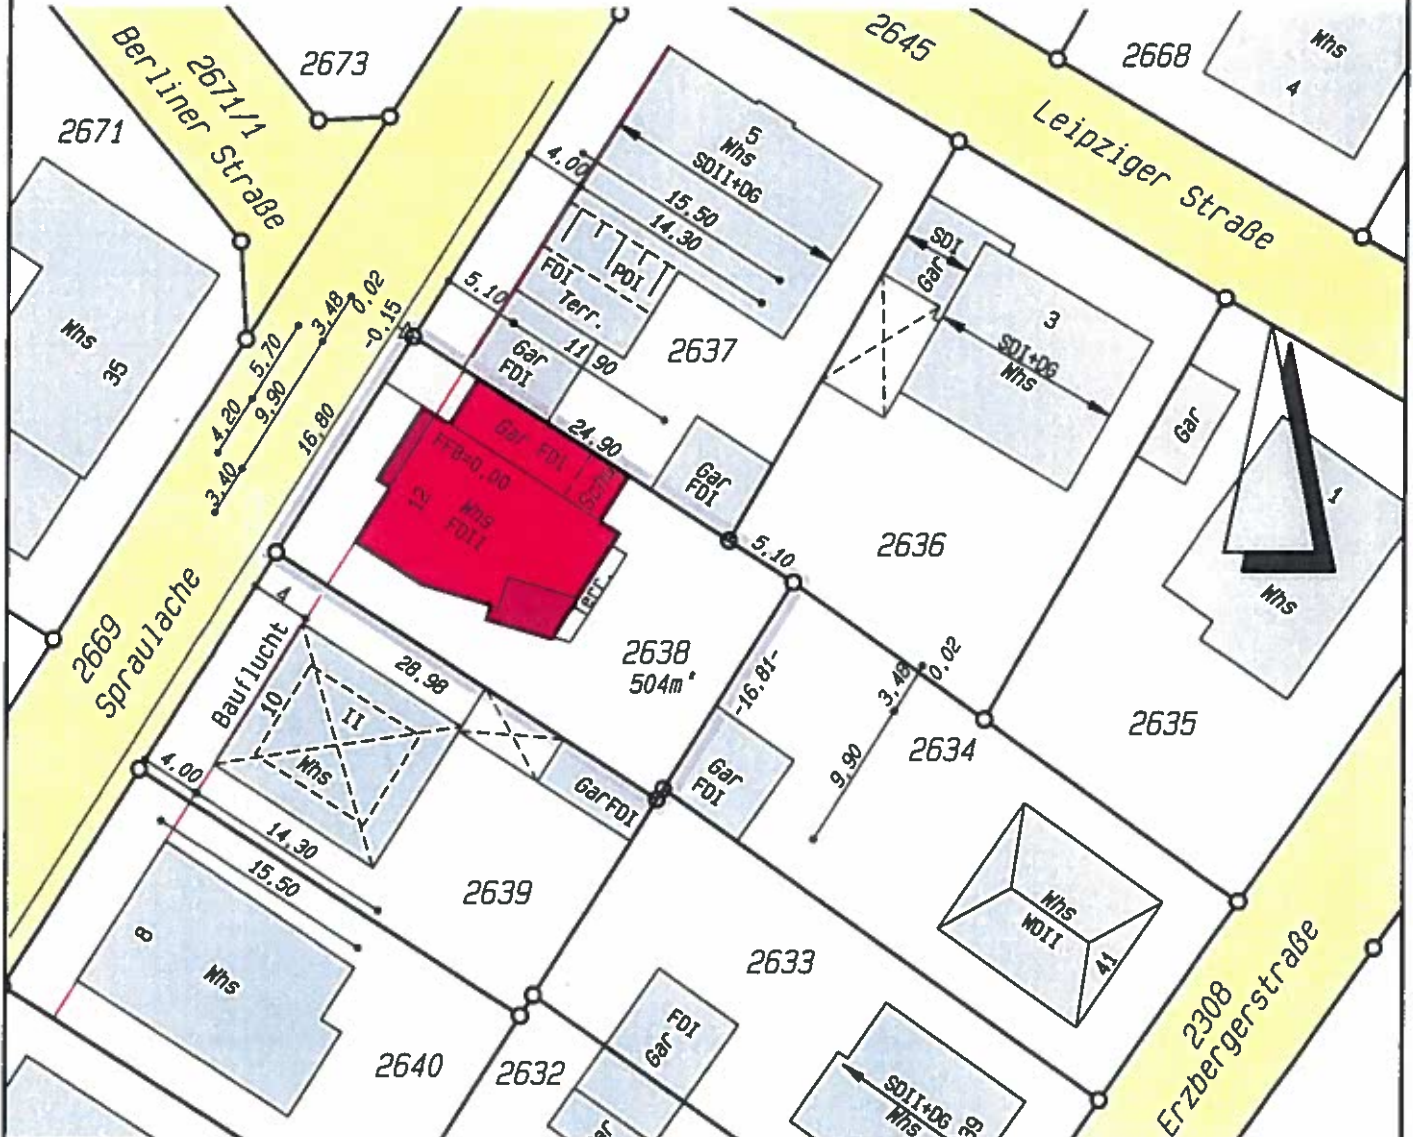 2673
2671/1
Berliner Straße
2671
2645
2668
Whs
4
Leipziger Straße
5
Whs
SDII+DG
4,00
15,50
14,30
FDI
PDI
Terr.
5,10
11,90
Gar
FDI
2637
SDI
Gar
3
SDI+DG
Whs
Gar
1
Whs
Whs
35
0,02
3,48
-0,15
5,70
9,90
4,20
3,40
16,80
24,90
Gar FDI
FFB=0,00
12
Whs
FDII
Terr.
Gar
FDI
5,10
2636
2638
504m²
-16,81-
2669
Spraulache
4
Bauflucht
10
II
Whs
28,98
Gar FDI
Gar
FDI
3,48
0,02
9,90
2634
2635
4,00
14,30
15,50
8
Whs
2639
2633
Whs
WDII
41
2640
2632
FDI
Gar
Gar
SDII+DG
Whs
39
2308
Erzbergerstraße